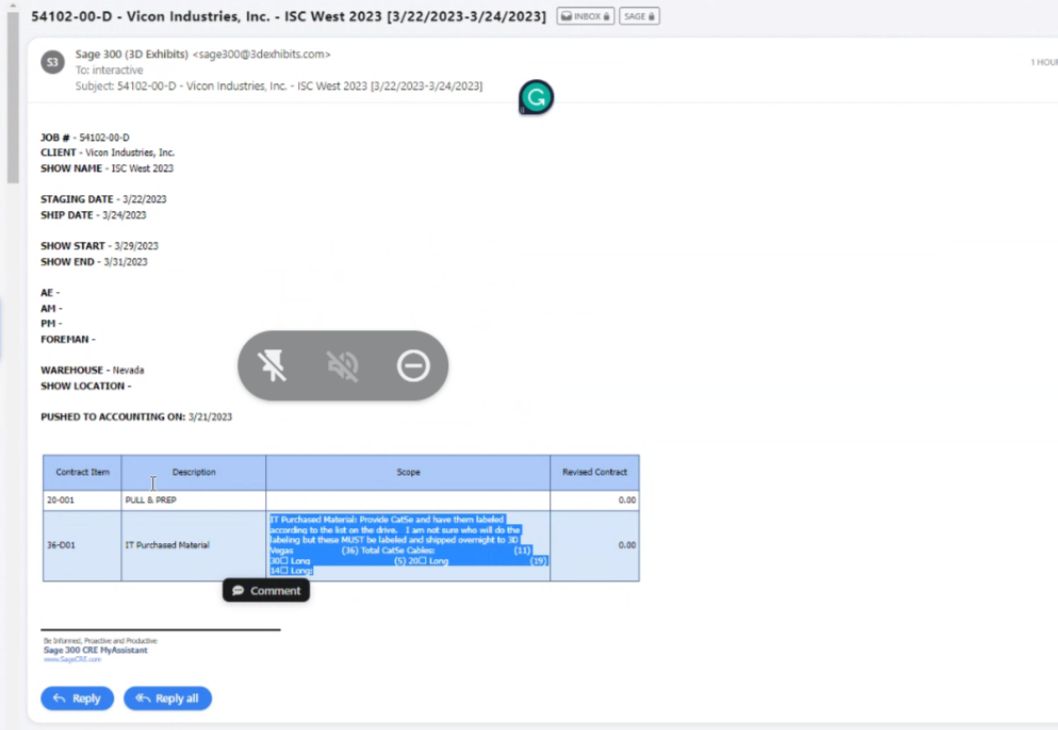 54102-00-D - Vicon Industries, Inc. - ISC West 2023 [3/22/2023-3/24/2023] INBOX SAGE
S3 Sage 300 (3D Exhibits) <sage300@3dexhibits.com>
1 HOU
To: interactive
Subject: 54102-00-D - Vicon Industries, Inc. - ISC West 2023 [3/22/2023-3/24/2023]
JOB # - 54102-00-D
CLIENT - Vicon Industries, Inc.
SHOW NAME - ISC West 2023
STAGING DATE - 3/22/2023
SHIP DATE - 3/24/2023
SHOW START - 3/29/2023
SHOW END - 3/31/2023
AE -
AM -
PM -
FOREMAN -
WAREHOUSE - Nevada
SHOW LOCATION -
PUSHED TO ACCOUNTING ON: 3/21/2023
Contract Item Description Scope Revised Contract
20-001 PULL & PREP 0.00
IT Purchased Material: Provide Cat5e and have them labeled
according to the list on the drive. I am not sure who will do the
labeling but these MUST be labeled and shipped overnight to 3D
36-D01 IT Purchased Material 0.00
Vegas (36) Total Cat5e Cables: (11)
30☐ Long (5) 20☐ Long (19)
14☐ Long;
Comment
Be Informed, Proactive and Productive
Sage 300 CRE MyAssistant
www.SageCRE.com
Reply Reply all